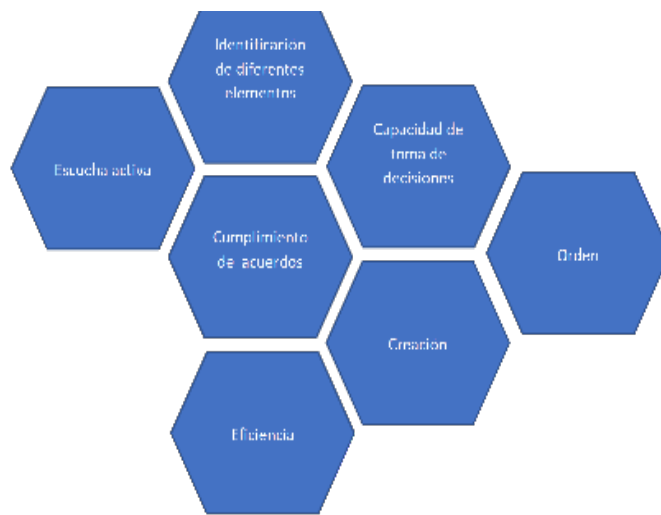 Identificacion
de diferentes
elementos
Capacidad de
toma de
decisiones
Escucha activa
Cumplimiento
de acuerdos
Orden
Creacion
Eficiencia